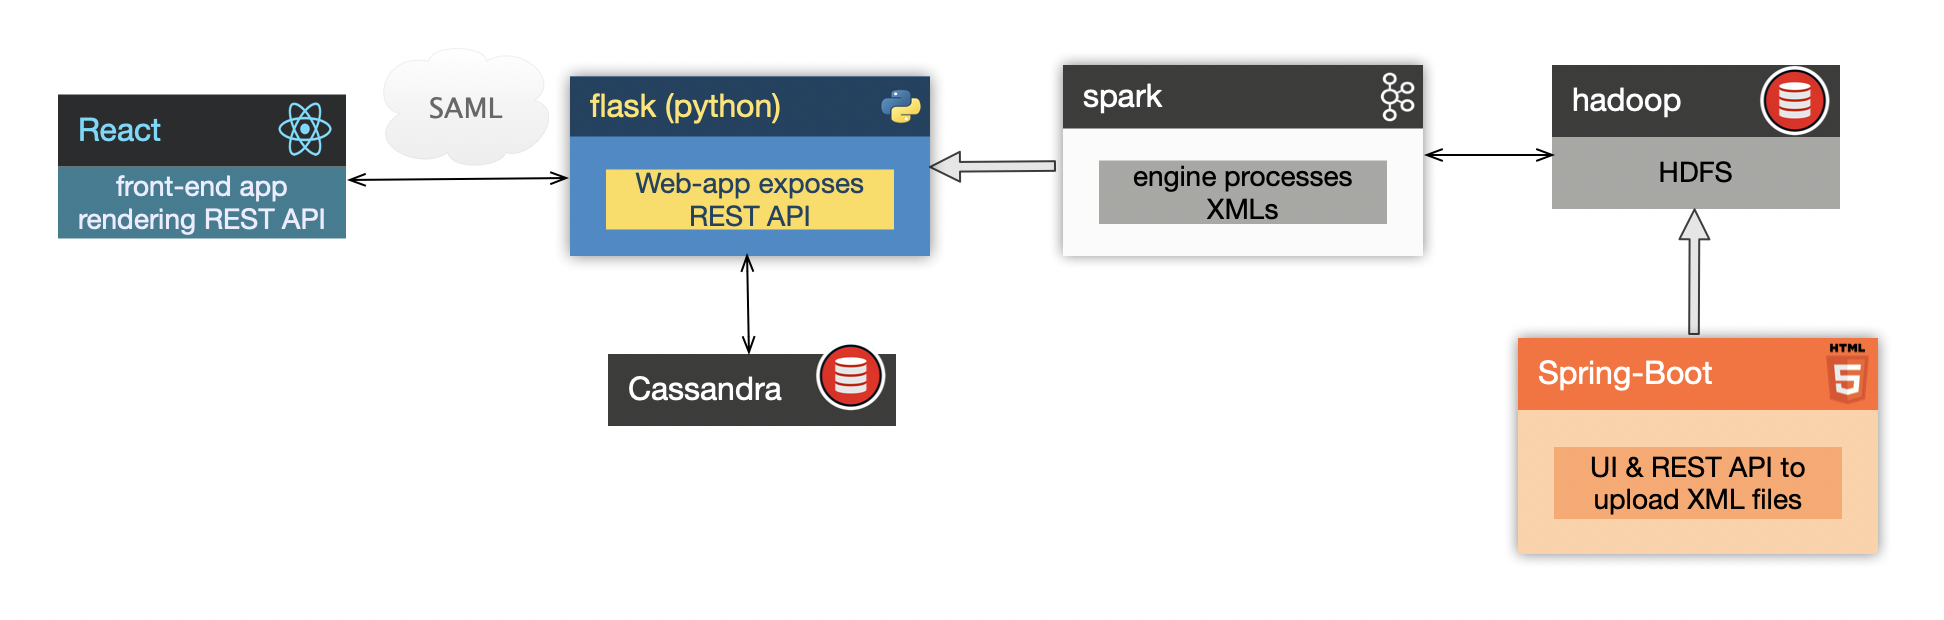 React
front-end app
rendering REST API
SAML
flask (python)
Web-app exposes
REST API
Cassandra
spark
engine processes
XMLs
hadoop
HDFS
Spring-Boot
HTML
5
UI & REST API to
upload XML files